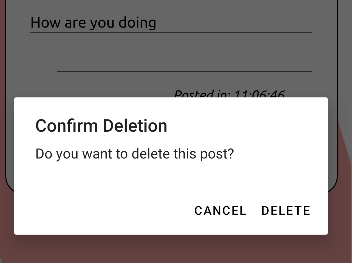 How are you doing
Posted in: 11:06:46
Confirm Deletion
Do you want to delete this post?
CANCEL DELETE